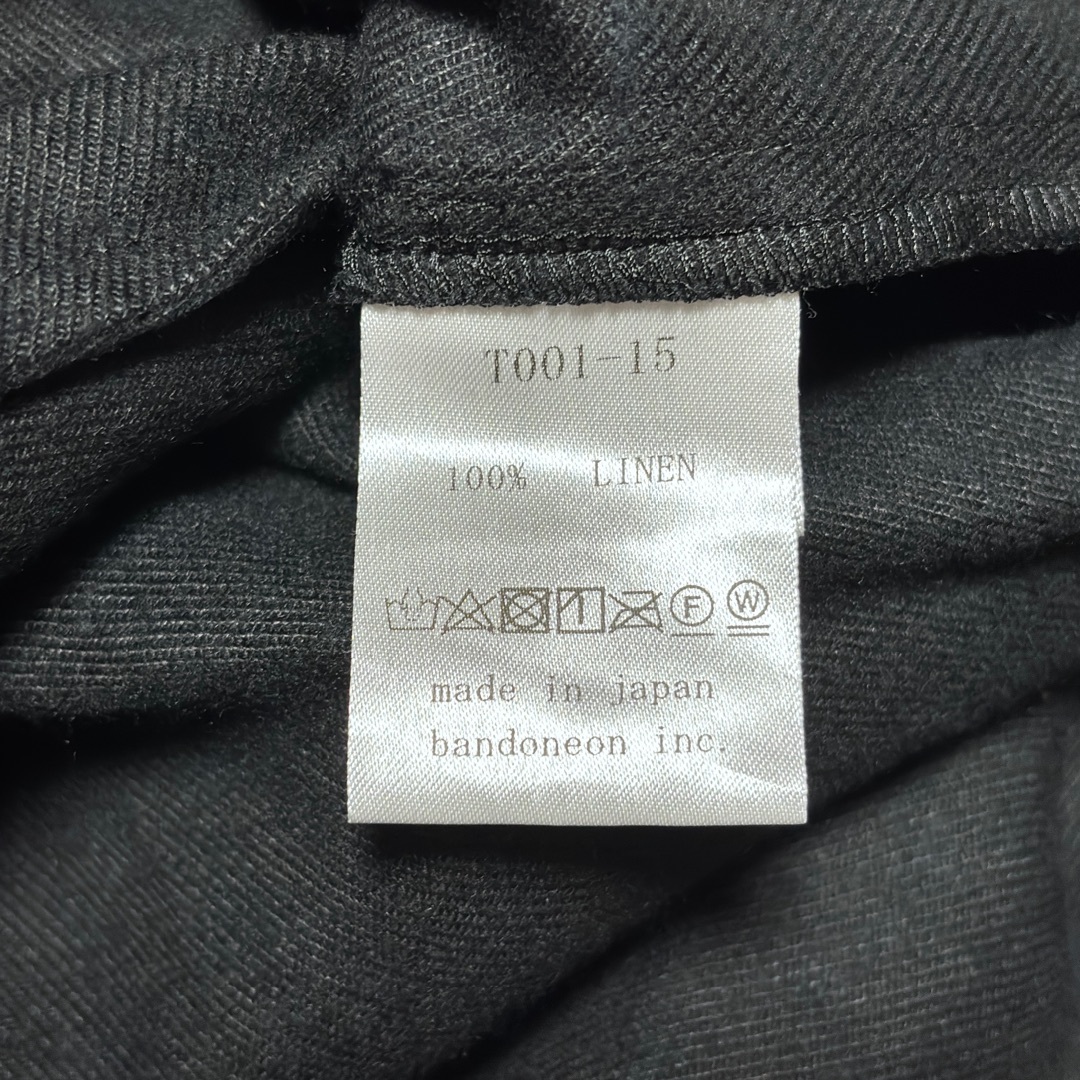 T001-15
100% LINEN
F W
made in japan
bandoneon inc.